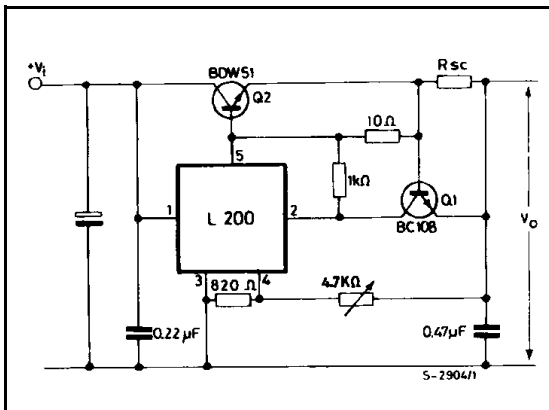 +Vi
BDW51
Q2
Rsc
10Ω
5
1kΩ
1
L 200
2
Q1
BC108
Vo
3
4
820 Ω
4.7KΩ
0.22µF
0.47µF
S-2904/1